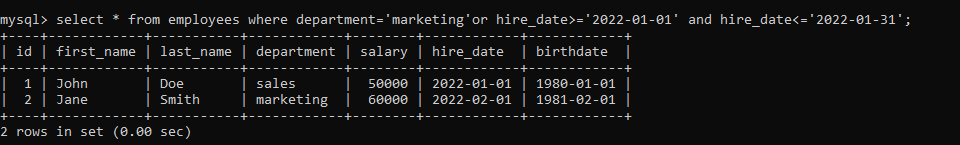 mysql> select * from employees where department='marketing'or hire_date>='2022-01-01' and hire_date<='2022-01-31';
+----+------------+-----------+------------+--------+------------+------------+
| id | first_name | last_name | department | salary | hire_date  | birthdate  |
+----+------------+-----------+------------+--------+------------+------------+
|  1 | John       | Doe       | sales      |  50000 | 2022-01-01 | 1980-01-01 |
|  2 | Jane       | Smith     | marketing  |  60000 | 2022-02-01 | 1981-02-01 |
+----+------------+-----------+------------+--------+------------+------------+
2 rows in set (0.00 sec)